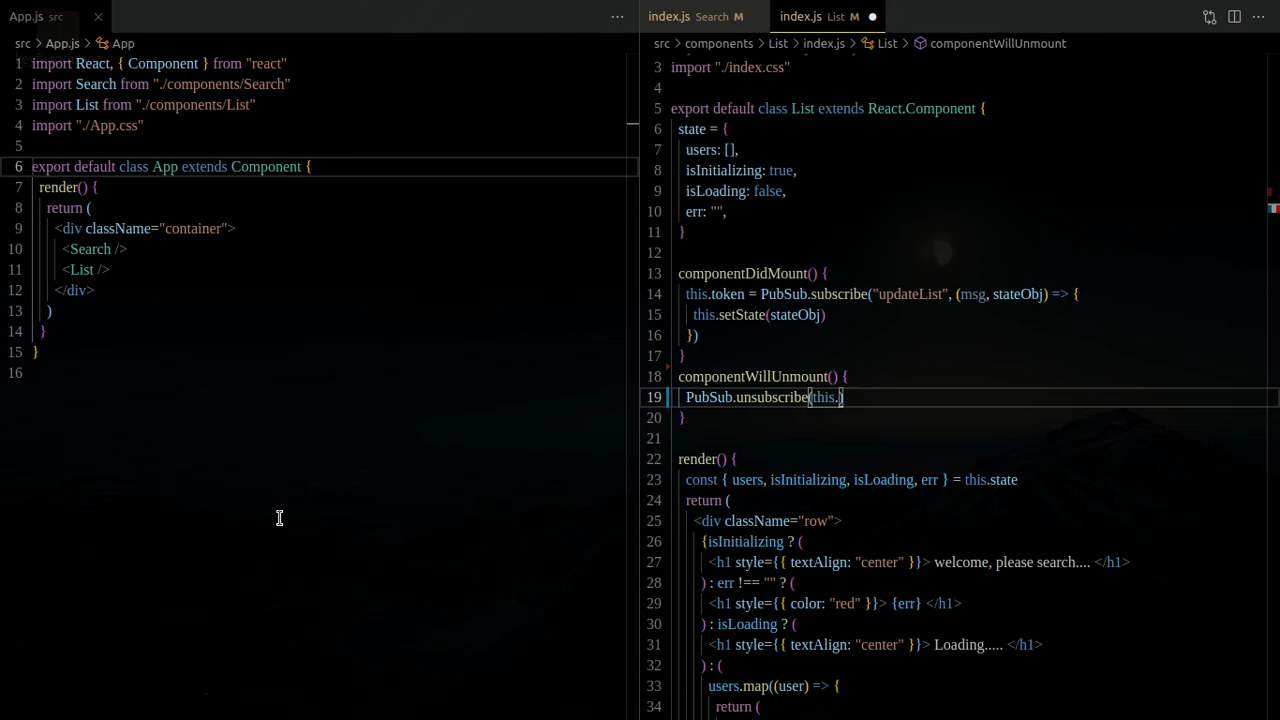 App.js src
src App.js App
1 import React, { Component } from "react"
2 import Search from "./components/Search"
3 import List from "./components/List"
4 import "./App.css"
5
6 export default class App extends Component {
7 render() {
8 return (
9 <div className="container">
10 <Search />
11 <List />
12 </div>
13 )
14 }
15 }
16
index.js Search M
index.js List M
src components List index.js List componentWillUnmount
3 import "./index.css"
4
5 export default class List extends React.Component {
6 state = {
7 users: [],
8 isInitializing: true,
9 isLoading: false,
10 err: "",
11 }
12
13 componentDidMount() {
14 this.token = PubSub.subscribe("updateList", (msg, stateObj) => {
15 this.setState(stateObj)
16 })
17 }
18 componentWillUnmount() {
19 PubSub.unsubscribe(this.)
20 }
21
22 render() {
23 const { users, isInitializing, isLoading, err } = this.state
24 return (
25 <div className="row">
26 {isInitializing ? (
27 <h1 style={{ textAlign: "center" }}> welcome, please search.... </h1>
28 ) : err !== "" ? (
29 <h1 style={{ color: "red" }}> {err} </h1>
30 ) : isLoading ? (
31 <h1 style={{ textAlign: "center" }}> Loading..... </h1>
32 ) : (
33 users.map((user) => {
34 return (